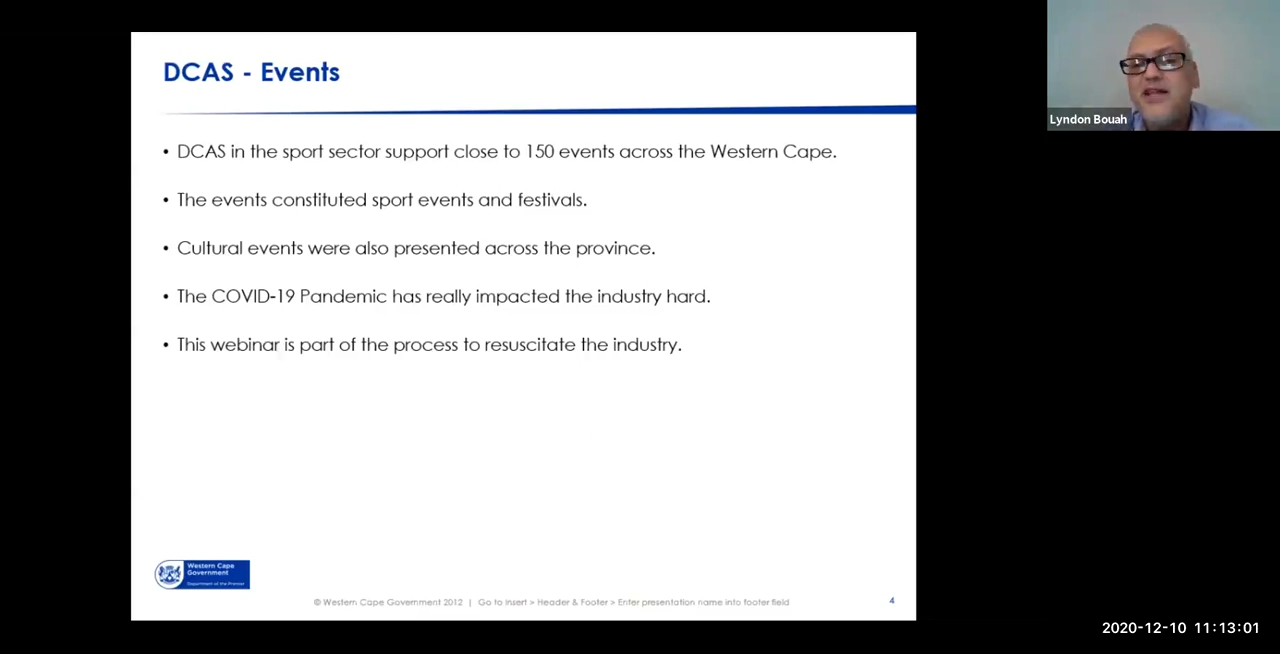 DCAS - Events
• DCAS in the sport sector support close to 150 events across the Western Cape.
• The events constituted sport events and festivals.
• Cultural events were also presented across the province.
• The COVID-19 Pandemic has really impacted the industry hard.
• This webinar is part of the process to resuscitate the industry.
Western Cape
Government
Department of the Premier
© Western Cape Government 2012 | Go to Insert > Header & Footer > Enter presentation name into footer field
4
Lyndon Bouah
2020-12-10 11:13:01